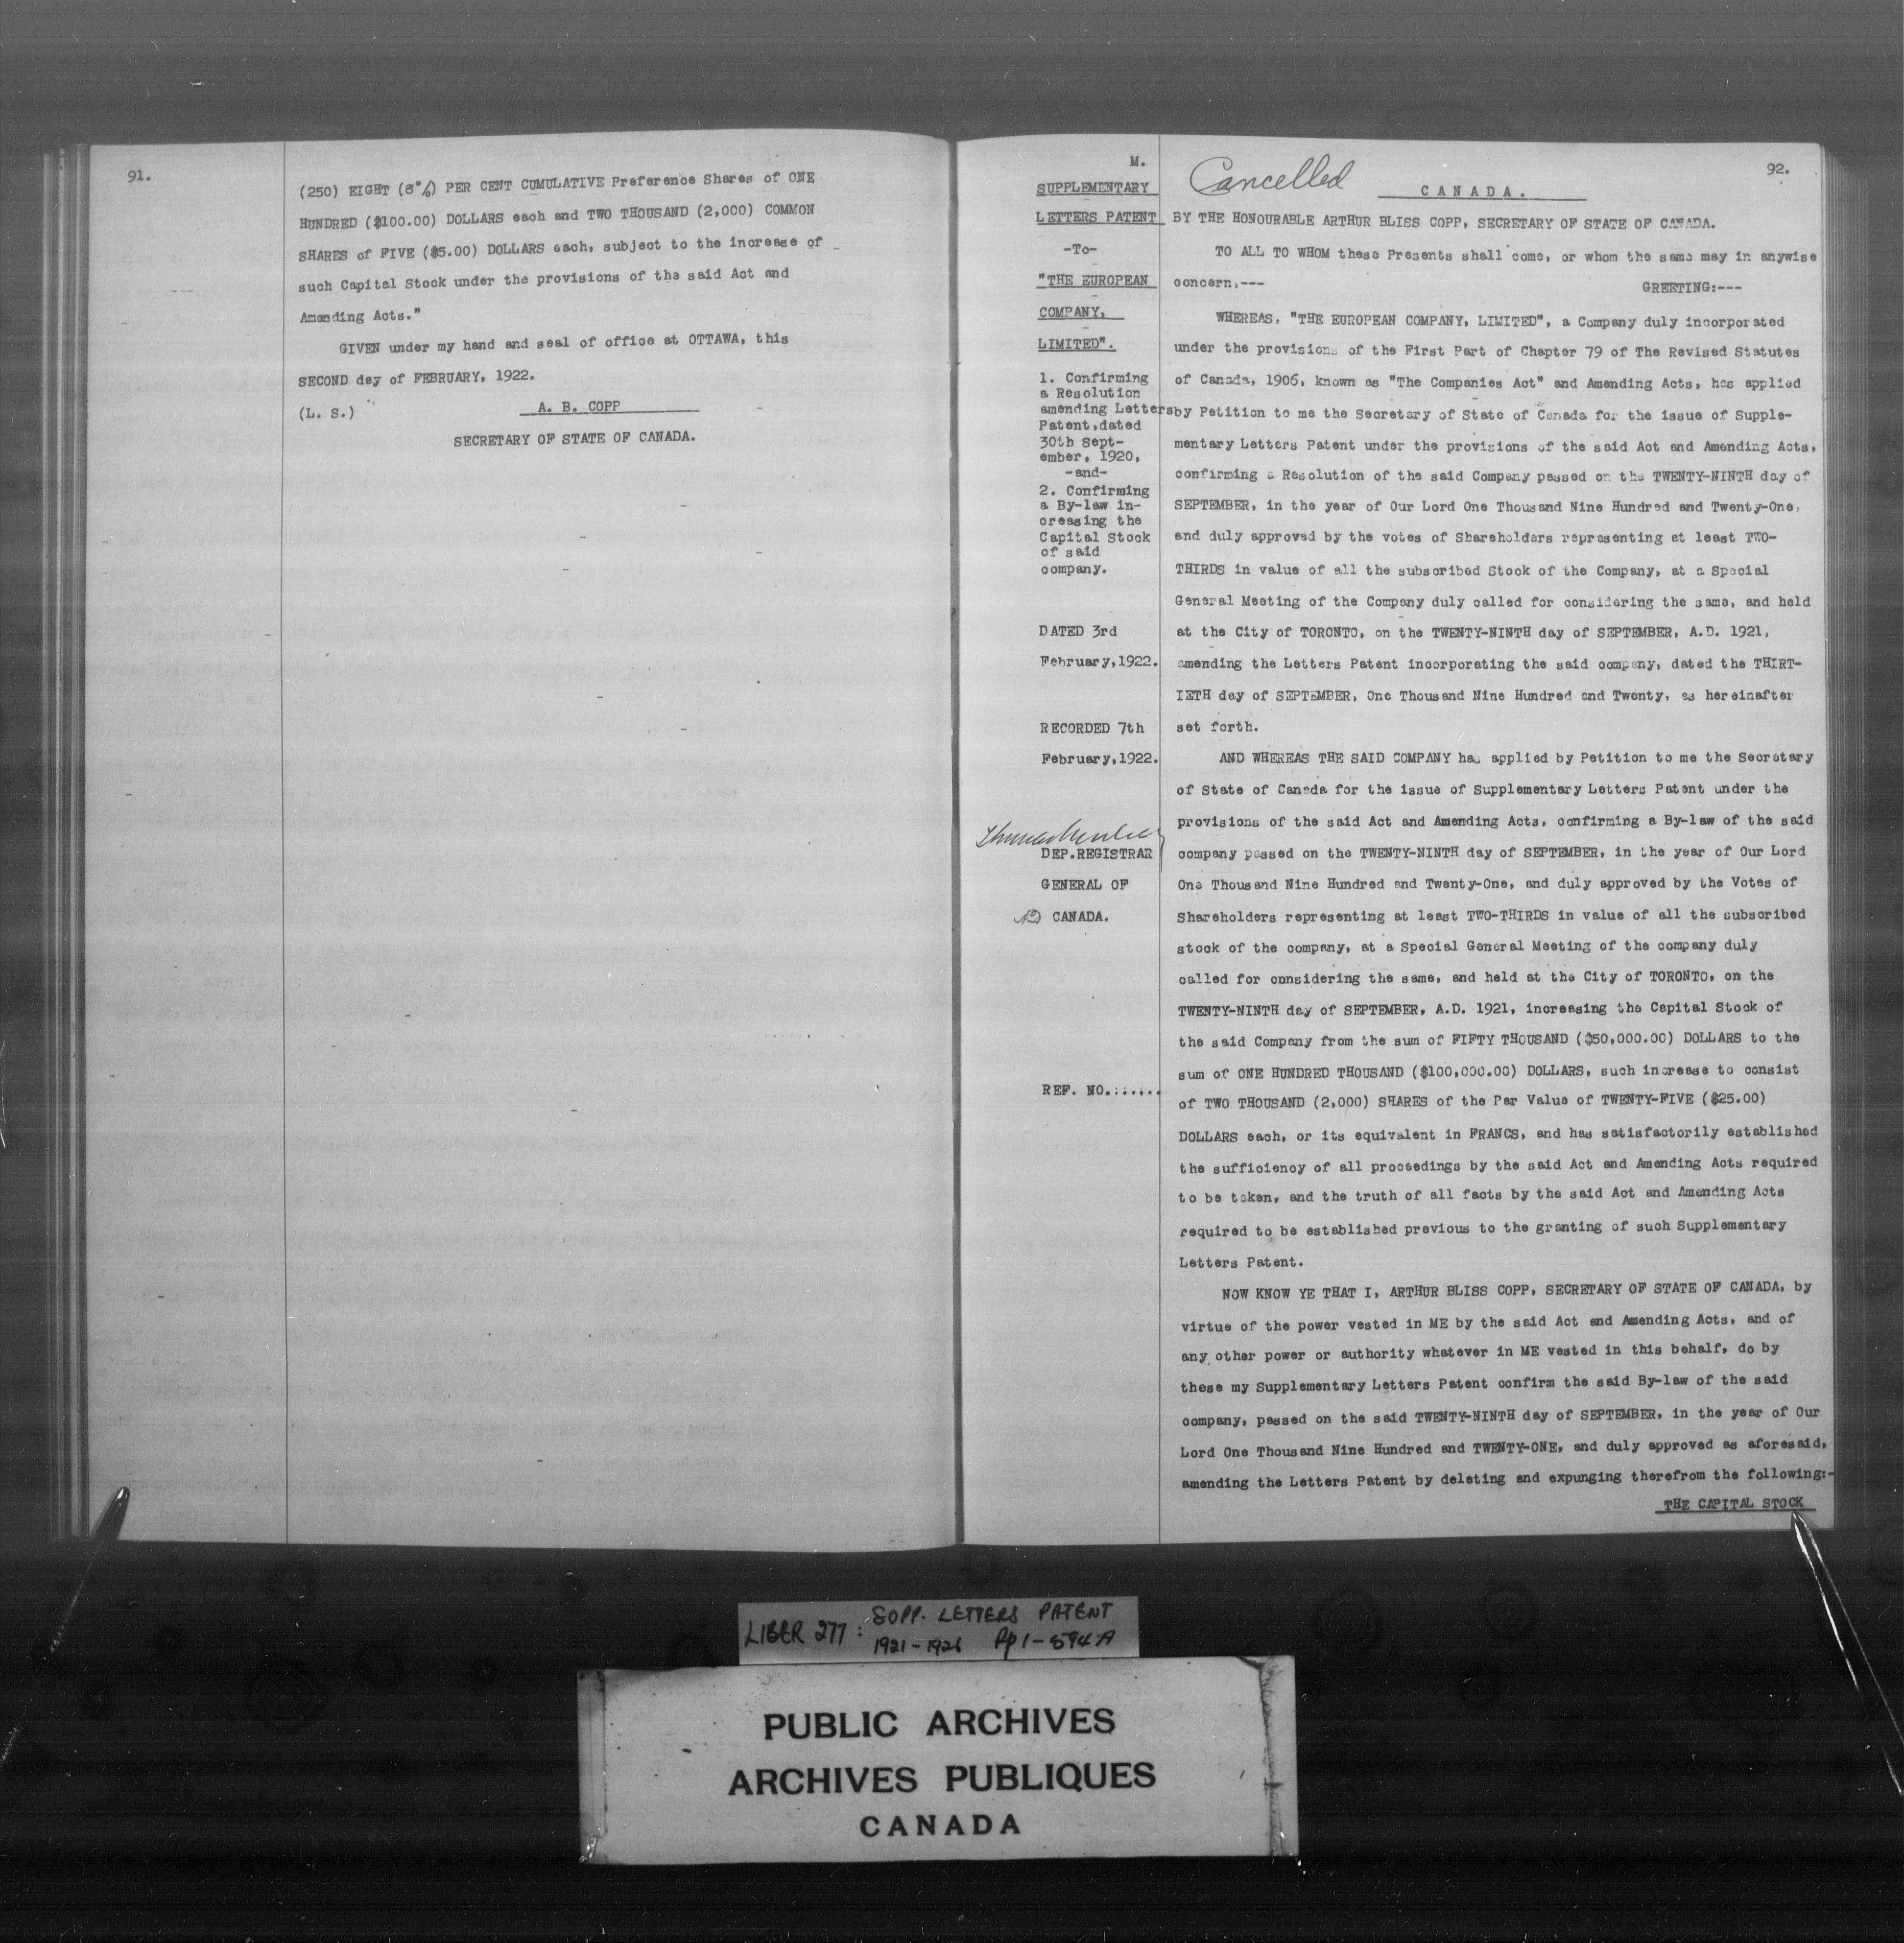 91.
(250) EIGHT (8%) PER CENT CUMULATIVE Preference Shares of ONE
HUNDRED ($100.00) DOLLARS each and TWO THOUSAND (2,000) COMMON
SHARES of FIVE ($5.00) DOLLARS each, subject to the increase of
such Capital Stock under the provisions of the said Act and
Amending Acts."
GIVEN under my hand and seal of office at OTTAWA, this
SECOND day of FEBRUARY, 1922.
(L. S.) A. B. COPP
SECRETARY OF STATE OF CANADA.
M.
SUPPLEMENTARY
LETTERS PATENT
-To-
"THE EUROPEAN
COMPANY,
LIMITED".
1. Confirming
a Resolution
amending Letters
Patent,dated
30th Sept-
ember, 1920,
-and-
2. Confirming
a By-law in-
creasing the
Capital Stock
of said
company.
DATED 3rd
February,1922.
RECORDED 7th
February,1922.
DEP.REGISTRAR
GENERAL OF
CANADA.
REF. NO.......
92.
Cancelled
CANADA.
BY THE HONOURABLE ARTHUR BLISS COPP, SECRETARY OF STATE OF CANADA.
TO ALL TO WHOM these Presents shall come, or whom the same may in anywise
concern,--- GREETING:---
WHEREAS, "THE EUROPEAN COMPANY, LIMITED", a Company duly incorporated
under the provisions of the First Part of Chapter 79 of The Revised Statutes
of Canada, 1906, known as "The Companies Act" and Amending Acts, has applied
by Petition to me the Secretary of State of Canada for the issue of Supple-
mentary Letters Patent under the provisions of the said Act and Amending Acts,
confirming a Resolution of the said Company passed on the TWENTY-NINTH day of
SEPTEMBER, in the year of Our Lord One Thousand Nine Hundred and Twenty-One,
and duly approved by the votes of Shareholders representing at least TWO-
THIRDS in value of all the subscribed Stock of the Company, at a Special
General Meeting of the Company duly called for considering the same, and held
at the City of TORONTO, on the TWENTY-NINTH day of SEPTEMBER, A.D. 1921,
amending the Letters Patent incorporating the said company, dated the THIRT-
IETH day of SEPTEMBER, One Thousand Nine Hundred and Twenty, as hereinafter
set forth.
AND WHEREAS THE SAID COMPANY has applied by Petition to me the Secretary
of State of Canada for the issue of Supplementary Letters Patent under the
provisions of the said Act and Amending Acts, confirming a By-law of the said
company passed on the TWENTY-NINTH day of SEPTEMBER, in the year of Our Lord
One Thousand Nine Hundred and Twenty-One, and duly approved by the Votes of
Shareholders representing at least TWO-THIRDS in value of all the subscribed
stock of the company, at a Special General Meeting of the company duly
called for considering the same, and held at the City of TORONTO, on the
TWENTY-NINTH day of SEPTEMBER, A.D. 1921, increasing the Capital Stock of
the said Company from the sum of FIFTY THOUSAND ($50,000.00) DOLLARS to the
sum of ONE HUNDRED THOUSAND ($100,000.00) DOLLARS, such increase to consist
of TWO THOUSAND (2,000) SHARES of the Par Value of TWENTY-FIVE ($25.00)
DOLLARS each, or its equivalent in FRANCS, and has satisfactorily established
the sufficiency of all proceedings by the said Act and Amending Acts required
to be taken, and the truth of all facts by the said Act and Amending Acts
required to be established previous to the granting of such Supplementary
Letters Patent.
NOW KNOW YE THAT I, ARTHUR BLISS COPP, SECRETARY OF STATE OF CANADA, by
virtue of the power vested in ME by the said Act and Amending Acts, and of
any other power or authority whatever in ME vested in this behalf, do by
these my Supplementary Letters Patent confirm the said By-law of the said
company, passed on the said TWENTY-NINTH day of SEPTEMBER, in the year of Our
Lord One Thousand Nine Hundred and TWENTY-ONE, and duly approved as aforesaid,
amending the Letters Patent by deleting and expunging therefrom the following:-
THE CAPITAL STOCK
LIBER 277: SUPP. LETTERS PATENT
1921-1926 Pp 1-594A
PUBLIC ARCHIVES
ARCHIVES PUBLIQUES
CANADA